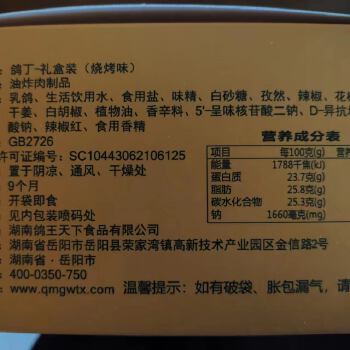 : 鸽丁-礼盒装（烧烤味）
: 油炸肉制品
: 乳鸽、生活饮用水、食用盐、味精、白砂糖、孜然、辣椒、花椒
干姜、白胡椒、植物油、香辛料、5'-呈味核苷酸二钠、D-异抗坏
酸钠、辣椒红、食用香精
: GB2726
许可证编号: SC10443062106125
: 置于阴凉、通风、干燥处
: 9个月
: 开袋即食
: 见内包装喷码处
: 湖南鸽王天下食品有限公司
: 湖南省岳阳市岳阳县荣家湾镇高新技术产业园区金信路2号
: 湖南省·岳阳市
: 400-0350-750
: www.qmgwtx.com
营养成分表
项目 每100克(g) 营养
能量 1788千焦(kJ)
蛋白质 23.7克(g)
脂肪 25.8克(g)
碳水化合物 25.3克(g)
钠 1660毫克(mg)
温馨提示: 如有破袋、胀包漏气, 请